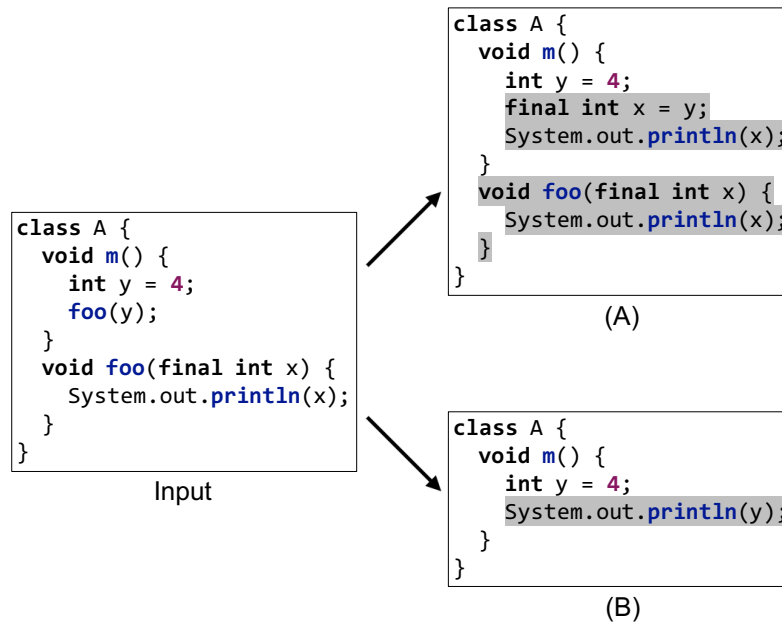 class A {
void m() {
int y = 4;
foo(y);
}
void foo(final int x) {
System.out.println(x);
}
}
Input
class A {
void m() {
int y = 4;
final int x = y;
System.out.println(x);
}
void foo(final int x) {
System.out.println(x);
}
}
(A)
class A {
void m() {
int y = 4;
System.out.println(y);
}
}
(B)